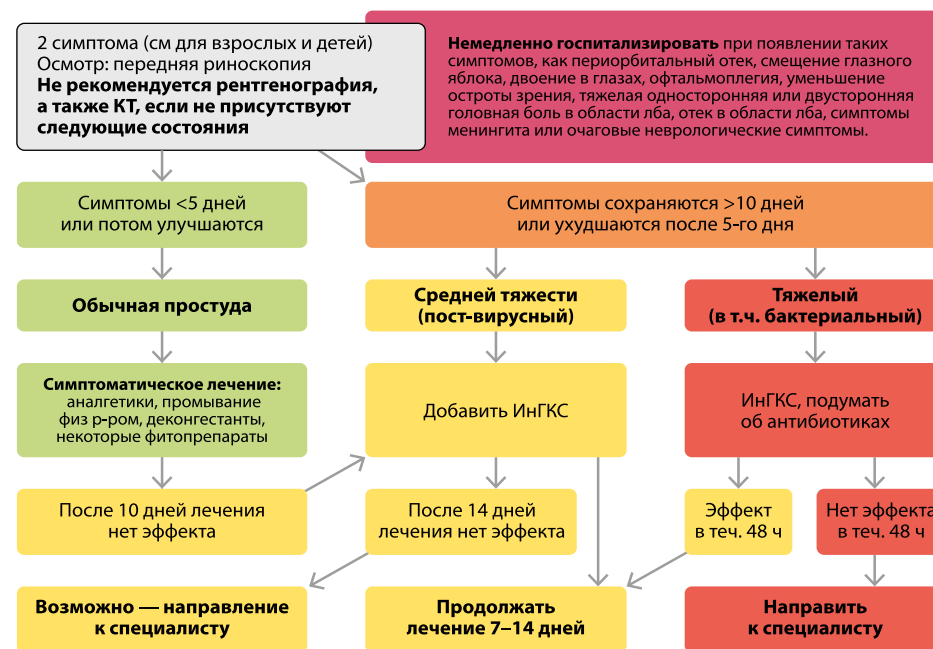 2 симптома (см для взрослых и детей)
Осмотр: передняя риноскопия
Не рекомендуется рентгенография,
а также КТ, если не присутствуют
следующие состояния
Немедленно госпитализировать при появлении таких
симптомов, как периорбитальный отек, смещение глазного
яблока, двоение в глазах, офтальмоплегия, уменьшение
остроты зрения, тяжелая односторонняя или двусторонняя
головная боль в области лба, отек в области лба, симптомы
менингита или очаговые неврологические симптомы.
Симптомы <5 дней
или потом улучшаются
Симптомы сохраняются >10 дней
или ухудшаются после 5-го дня
Обычная простуда
Средней тяжести
(пост-вирусный)
Тяжелый
(в т.ч. бактериальный)
Симптоматическое лечение:
аналгетики, промывание
физ р-ром, деконгестанты,
некоторые фитопрепараты
Добавить ИнГКС
ИнГКС, подумать
об антибиотиках
После 10 дней лечения
нет эффекта
После 14 дней
лечения нет эффекта
Эффект
в теч. 48 ч
Нет эффекта
в теч. 48 ч
Возможно — направление
к специалисту
Продолжать
лечение 7–14 дней
Направить
к специалисту